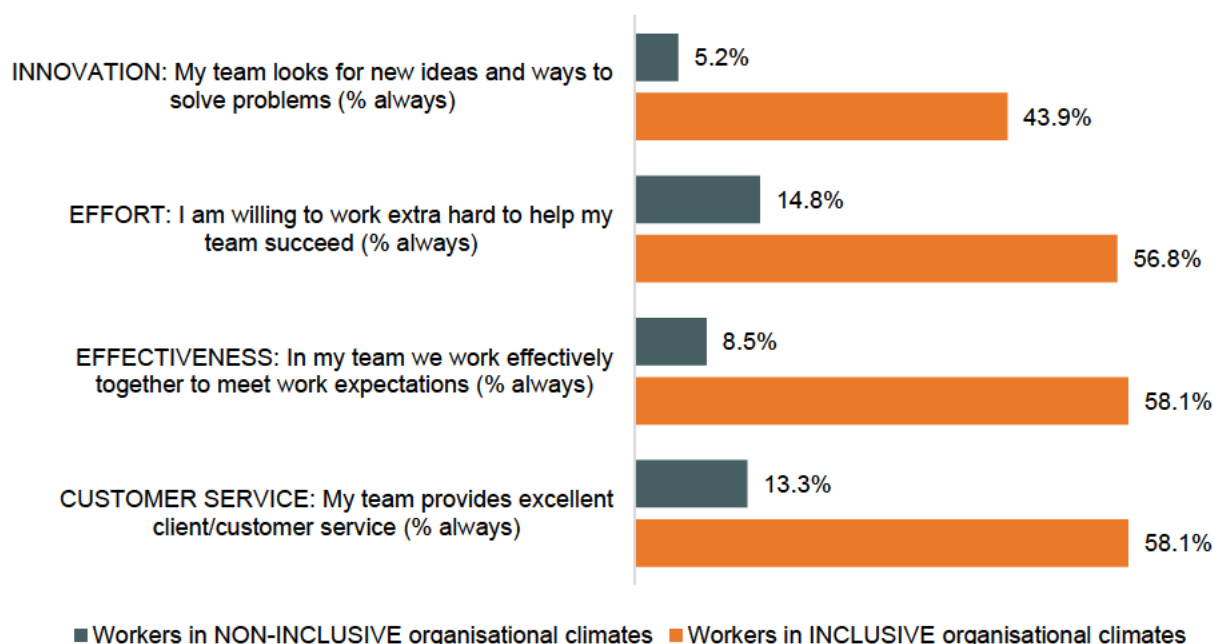 INNOVATION: My team looks for new ideas and ways to
solve problems (% always)
5.2%
43.9%
EFFORT: I am willing to work extra hard to help my
team succeed (% always)
14.8%
56.8%
EFFECTIVENESS: In my team we work effectively
together to meet work expectations (% always)
8.5%
58.1%
CUSTOMER SERVICE: My team provides excellent
client/customer service (% always)
13.3%
58.1%
Workers in NON-INCLUSIVE organisational climates
Workers in INCLUSIVE organisational climates